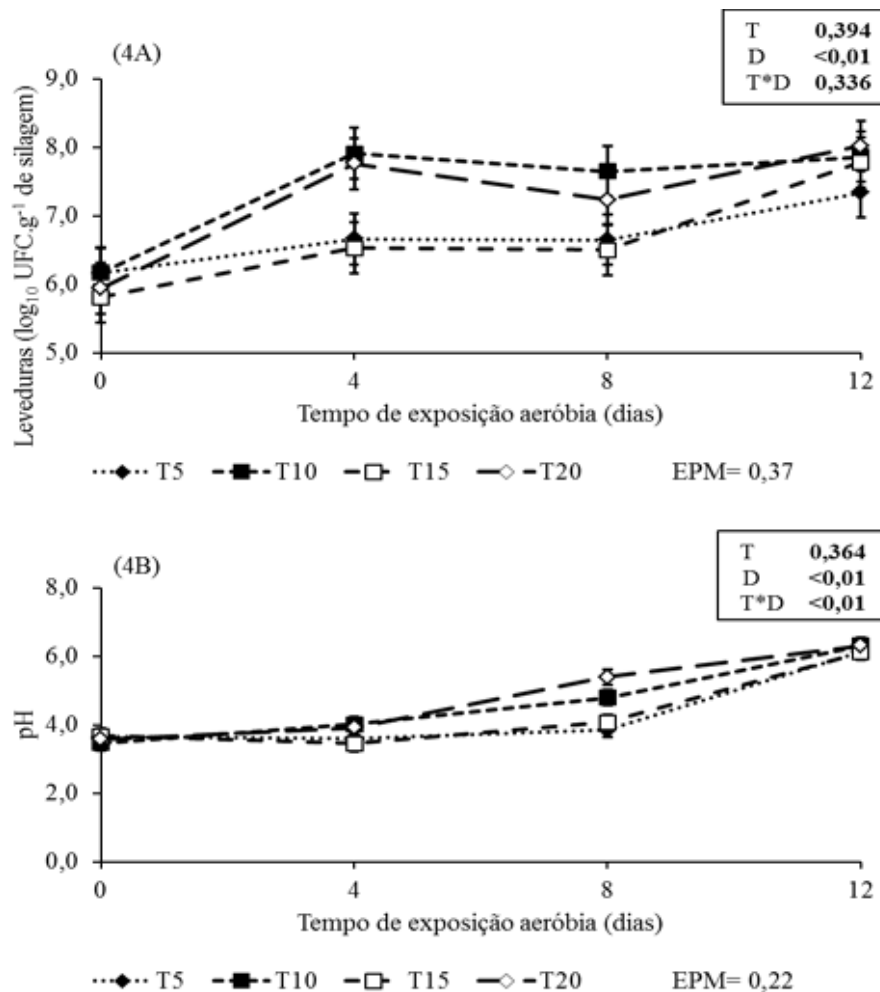 (4A)
T 0,394
D <0,01
T*D 0,336
Leveduras (log₁₀ UFC.g⁻¹ de silagem)
9,0
8,0
7,0
6,0
5,0
0 4 8 12
Tempo de exposição aeróbia (dias)
T5 T10 T15 T20 EPM= 0,37
(4B)
T 0,364
D <0,01
T*D <0,01
pH
8,0
6,0
4,0
2,0
0,0
0 4 8 12
Tempo de exposição aeróbia (dias)
T5 T10 T15 T20 EPM= 0,22